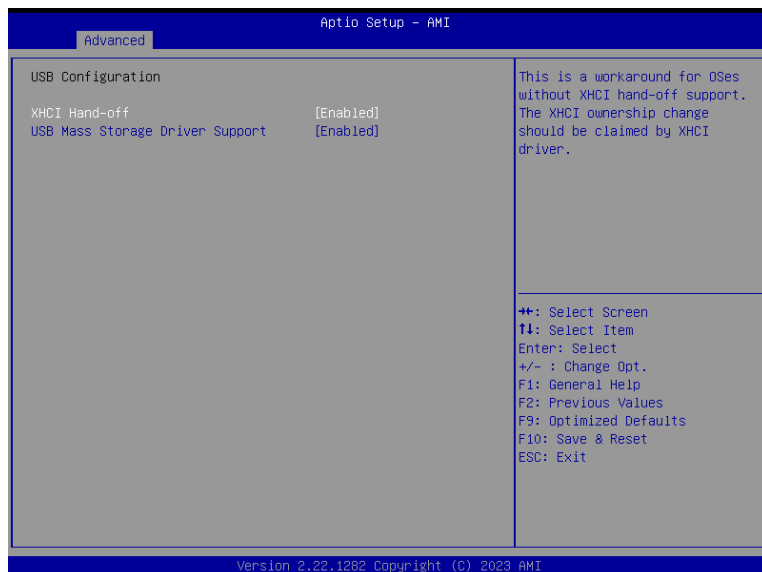 Aptio Setup – AMI
Advanced
USB Configuration
XHCI Hand-off [Enabled]
USB Mass Storage Driver Support [Enabled]
This is a workaround for OSes
without XHCI hand-off support.
The XHCI ownership change
should be claimed by XHCI
driver.
→←: Select Screen
↑↓: Select Item
Enter: Select
+/- : Change Opt.
F1: General Help
F2: Previous Values
F9: Optimized Defaults
F10: Save & Reset
ESC: Exit
Version 2.22.1282 Copyright (C) 2023 AMI